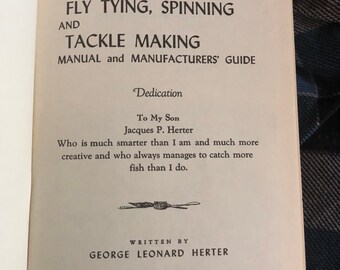 FLY TYING, SPINNING
AND
TACKLE MAKING
MANUAL and MANUFACTURERS' GUIDE
Dedication
To My Son
Jacques P. Herter
Who is much smarter than I am and much more
creative and who always manages to catch more
fish than I do.
WRITTEN BY
GEORGE LEONARD HERTER